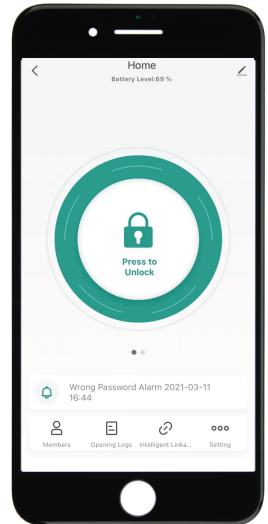 Home
Battery Level:69 %
Press to
Unlock
Wrong Password Alarm 2021-03-11
16:44
Members
Opening Logs
Intelligent Linka...
Setting